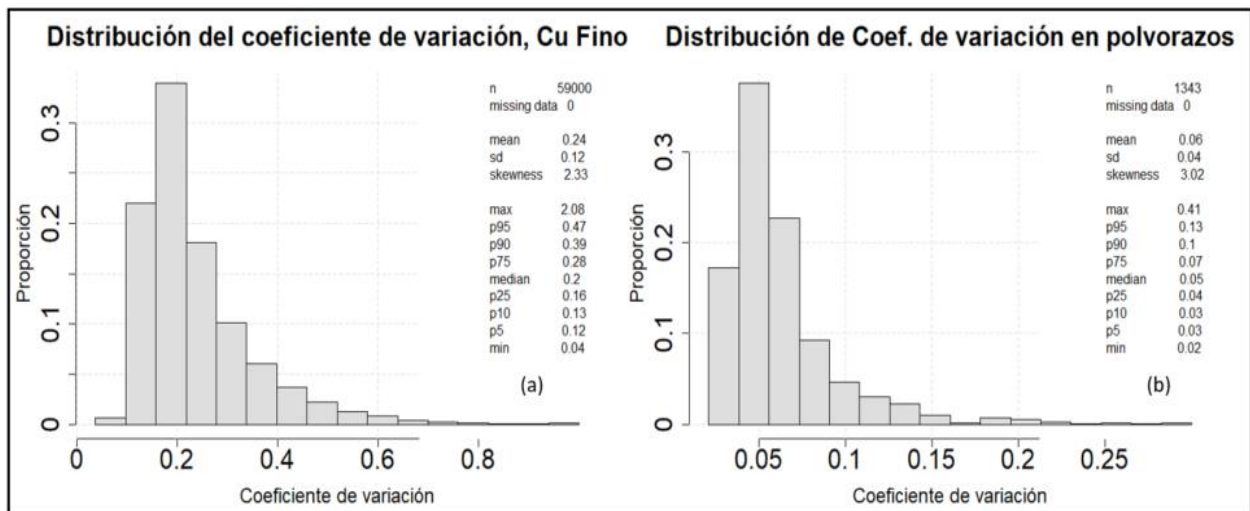 Distribución del coeficiente de variación, Cu Fino
n 59000
missing data 0
mean 0.24
sd 0.12
skewness 2.33
max 2.08
p95 0.47
p90 0.39
p75 0.28
median 0.2
p25 0.16
p10 0.13
p5 0.12
min 0.04
(a)
Proporción
0.3
0.2
0.1
0
0 0.2 0.4 0.6 0.8
Coeficiente de variación
Distribución de Coef. de variación en polvorazos
n 1343
missing data 0
mean 0.06
sd 0.04
skewness 3.02
max 0.41
p95 0.13
p90 0.1
p75 0.07
median 0.05
p25 0.04
p10 0.03
p5 0.03
min 0.02
(b)
Proporción
0.3
0.2
0.1
0
0.05 0.1 0.15 0.2 0.25
Coeficiente de variación